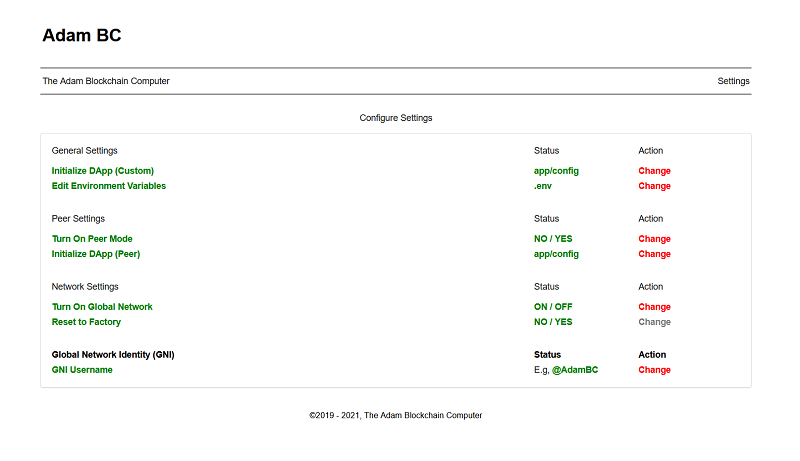 Adam BC
The Adam Blockchain Computer Settings
Configure Settings
General Settings Status Action
Initialize DApp (Custom) app/config Change
Edit Environment Variables .env Change
Peer Settings Status Action
Turn On Peer Mode NO / YES Change
Initialize DApp (Peer) app/config Change
Network Settings Status Action
Turn On Global Network ON / OFF Change
Reset to Factory NO / YES Change
Global Network Identity (GNI) Status Action
GNI Username E.g, @AdamBC Change
©2019 - 2021, The Adam Blockchain Computer